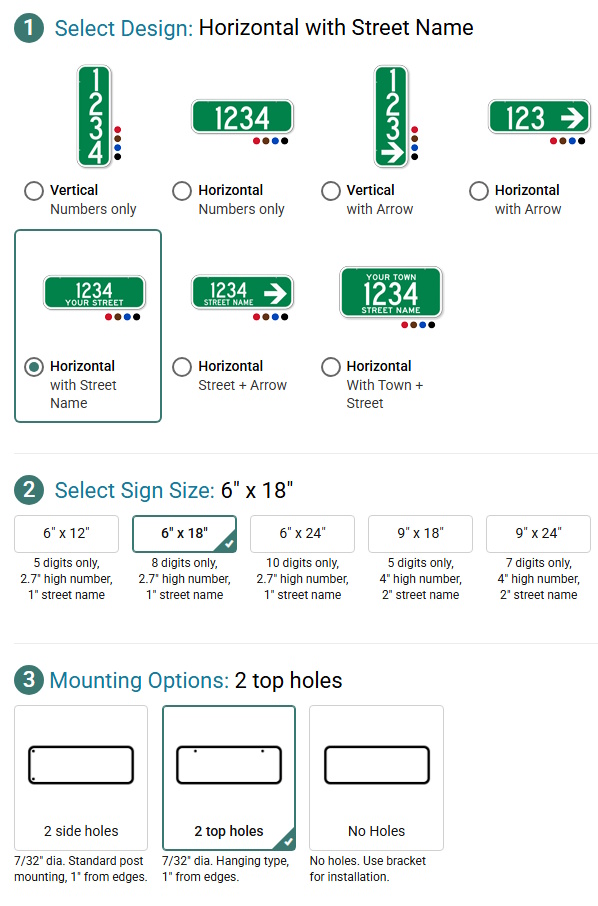 1 Select Design: Horizontal with Street Name
1
2
3
4
1234
1
2
3
123
Vertical
Numbers only
Horizontal
Numbers only
Vertical
with Arrow
Horizontal
with Arrow
1234
YOUR STREET
1234
STREET NAME
YOUR TOWN
1234
STREET NAME
Horizontal
with Street
Name
Horizontal
Street + Arrow
Horizontal
With Town +
Street
2 Select Sign Size: 6" x 18"
6" x 12"
5 digits only,
2.7" high number,
1" street name
6" x 18"
8 digits only,
2.7" high number,
1" street name
6" x 24"
10 digits only,
2.7" high number,
1" street name
9" x 18"
5 digits only,
4" high number,
2" street name
9" x 24"
7 digits only,
4" high number,
2" street name
3 Mounting Options: 2 top holes
2 side holes
7/32" dia. Standard post
mounting, 1" from edges.
2 top holes
7/32" dia. Hanging type,
1" from edges.
No Holes
No holes. Use bracket
for installation.